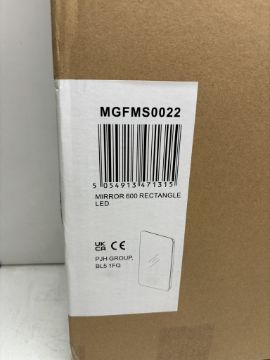 MGFMS0022
5 054913 471315
MIRROR 600 RECTANGLE
LED
UK
CA CE
PJH GROUP,
BL5 1FG